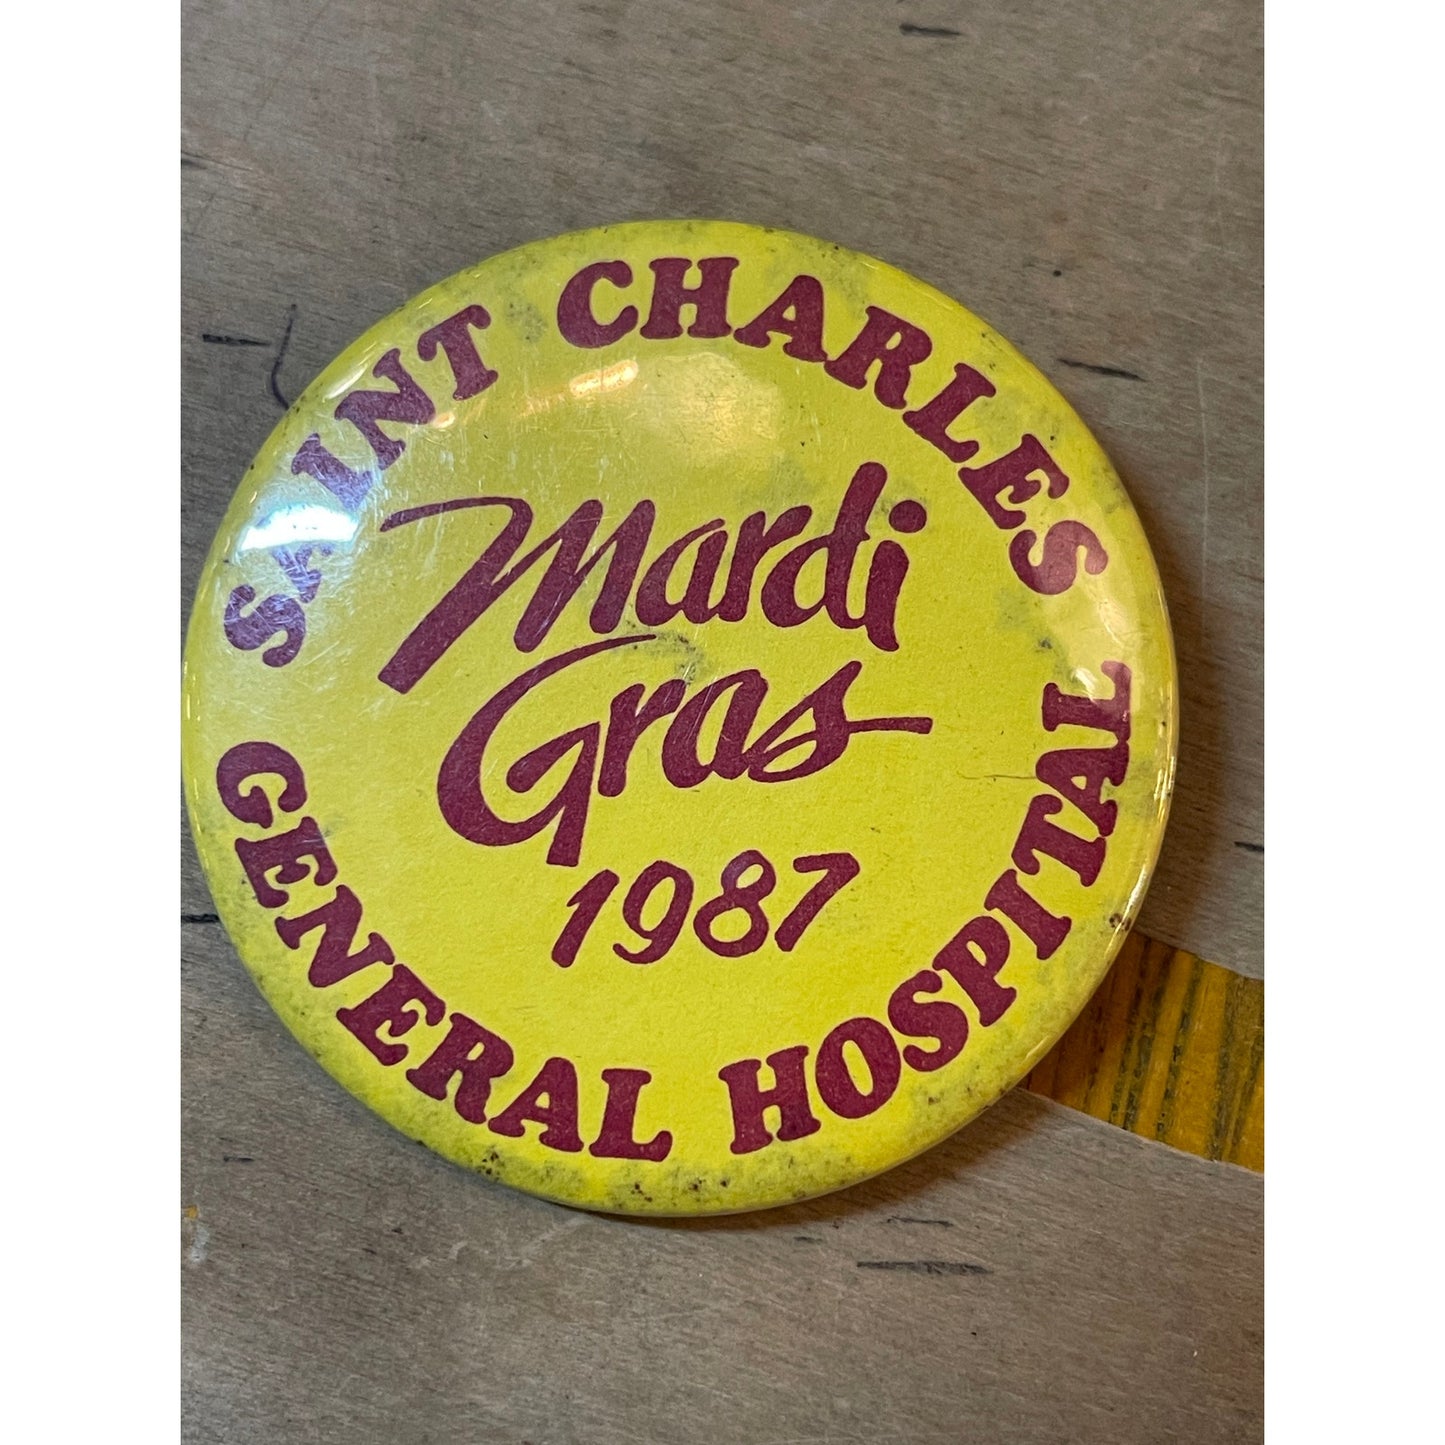 SAINT CHARLES
Mardi
Gras
1987
GENERAL HOSPITAL